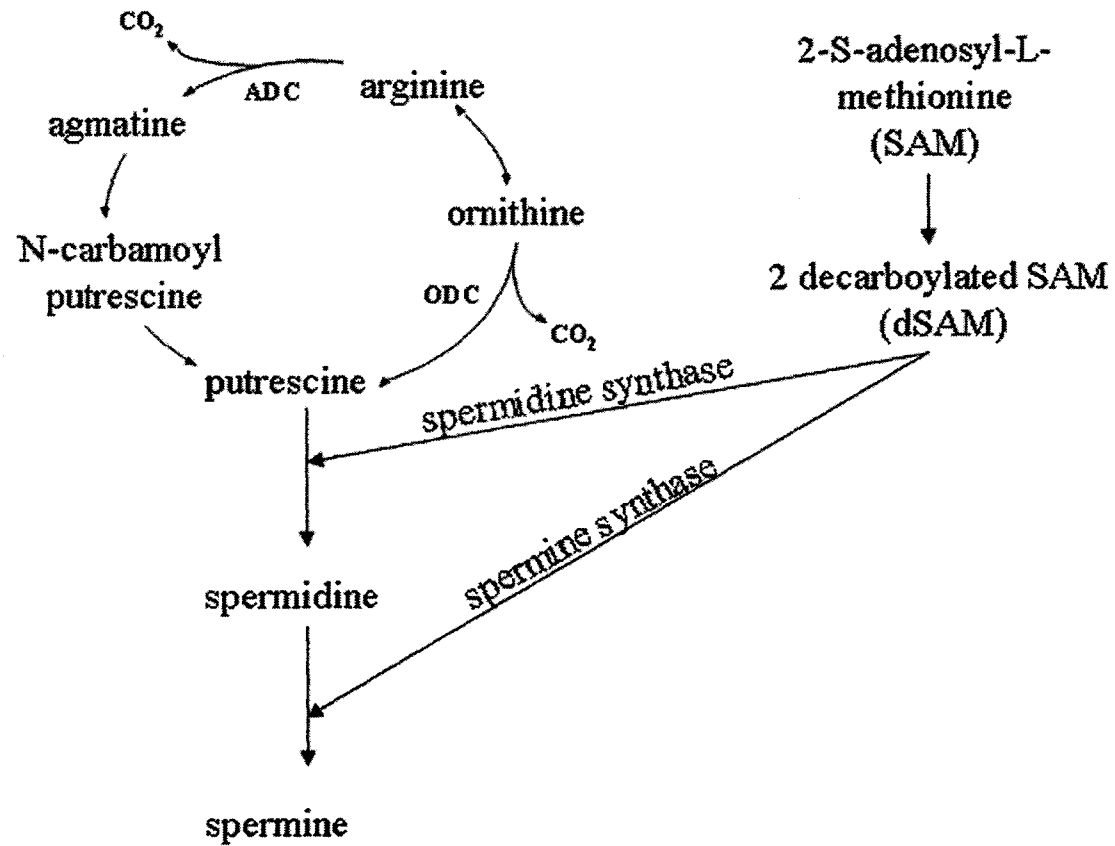 CO₂
ADC
arginine
agmatine
ornithine
N-carbamoyl
putrescine
ODC
CO₂
putrescine
2-S-adenosyl-L-
methionine
(SAM)
2 decarboylated SAM
(dSAM)
spermidine synthase
spermine synthase
spermidine
spermine